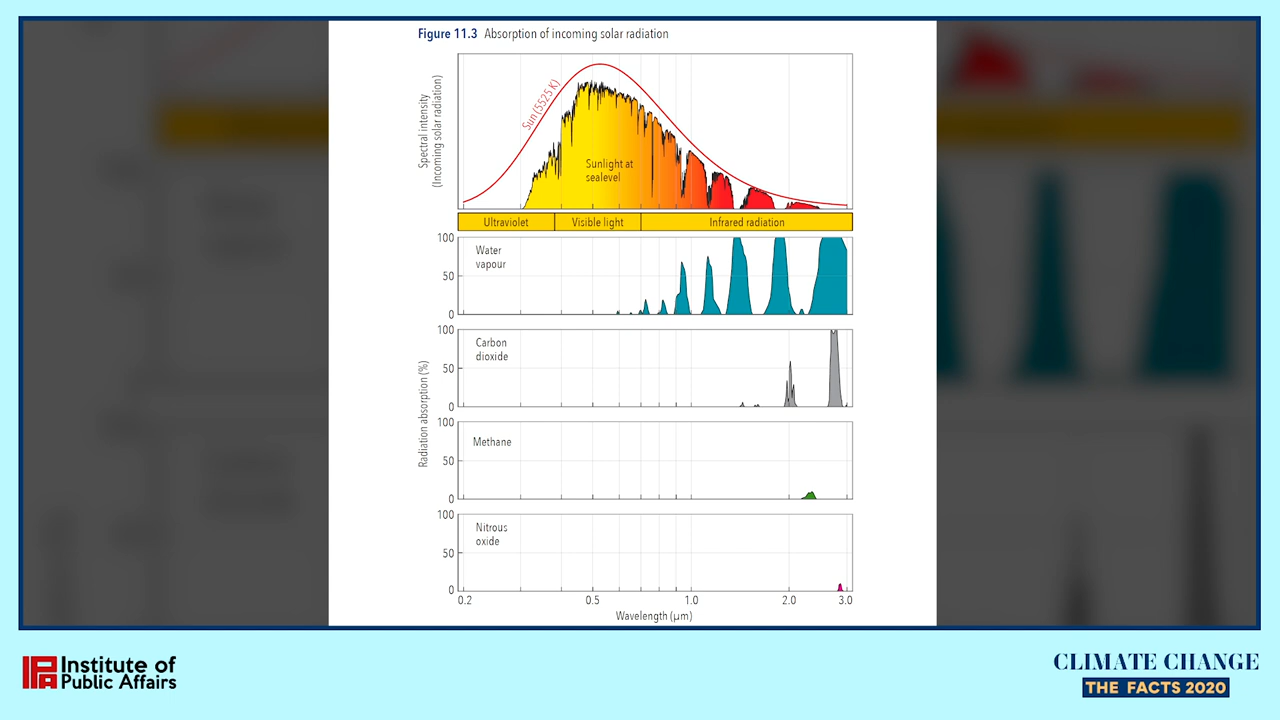 Figure 11.3 Absorption of incoming solar radiation
Spectral intensity
(Incoming solar radiation)
Sun (5525 K)
Sunlight at
sealevel
Ultraviolet
Visible light
Infrared radiation
Radiation absorption (%)
100
50
0
Water
vapour
100
50
0
Carbon
dioxide
100
50
0
Methane
100
50
0
Nitrous
oxide
0.2
0.5
1.0
2.0
3.0
Wavelength (µm)
IPA
Institute of
Public Affairs
CLIMATE CHANGE
THE FACTS 2020